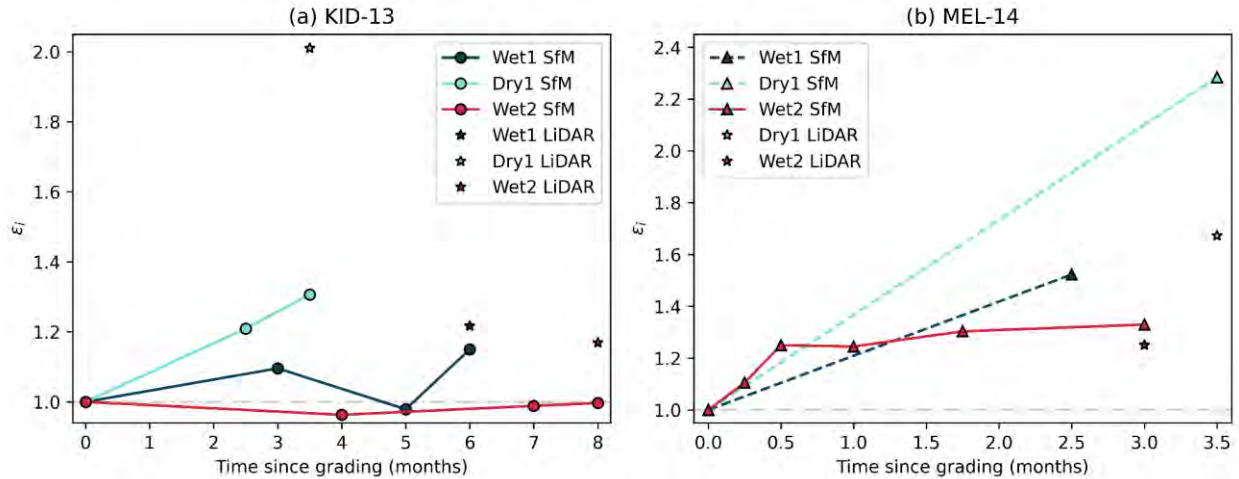 (a) KID-13
2.0
1.8
1.6
1.4
1.2
1.0
εi
0 1 2 3 4 5 6 7 8
Time since grading (months)
Wet1 SfM
Dry1 SfM
Wet2 SfM
Wet1 LiDAR
Dry1 LiDAR
Wet2 LiDAR
(b) MEL-14
2.4
2.2
2.0
1.8
1.6
1.4
1.2
1.0
εi
0.0 0.5 1.0 1.5 2.0 2.5 3.0 3.5
Time since grading (months)
Wet1 SfM
Dry1 SfM
Wet2 SfM
Dry1 LiDAR
Wet2 LiDAR